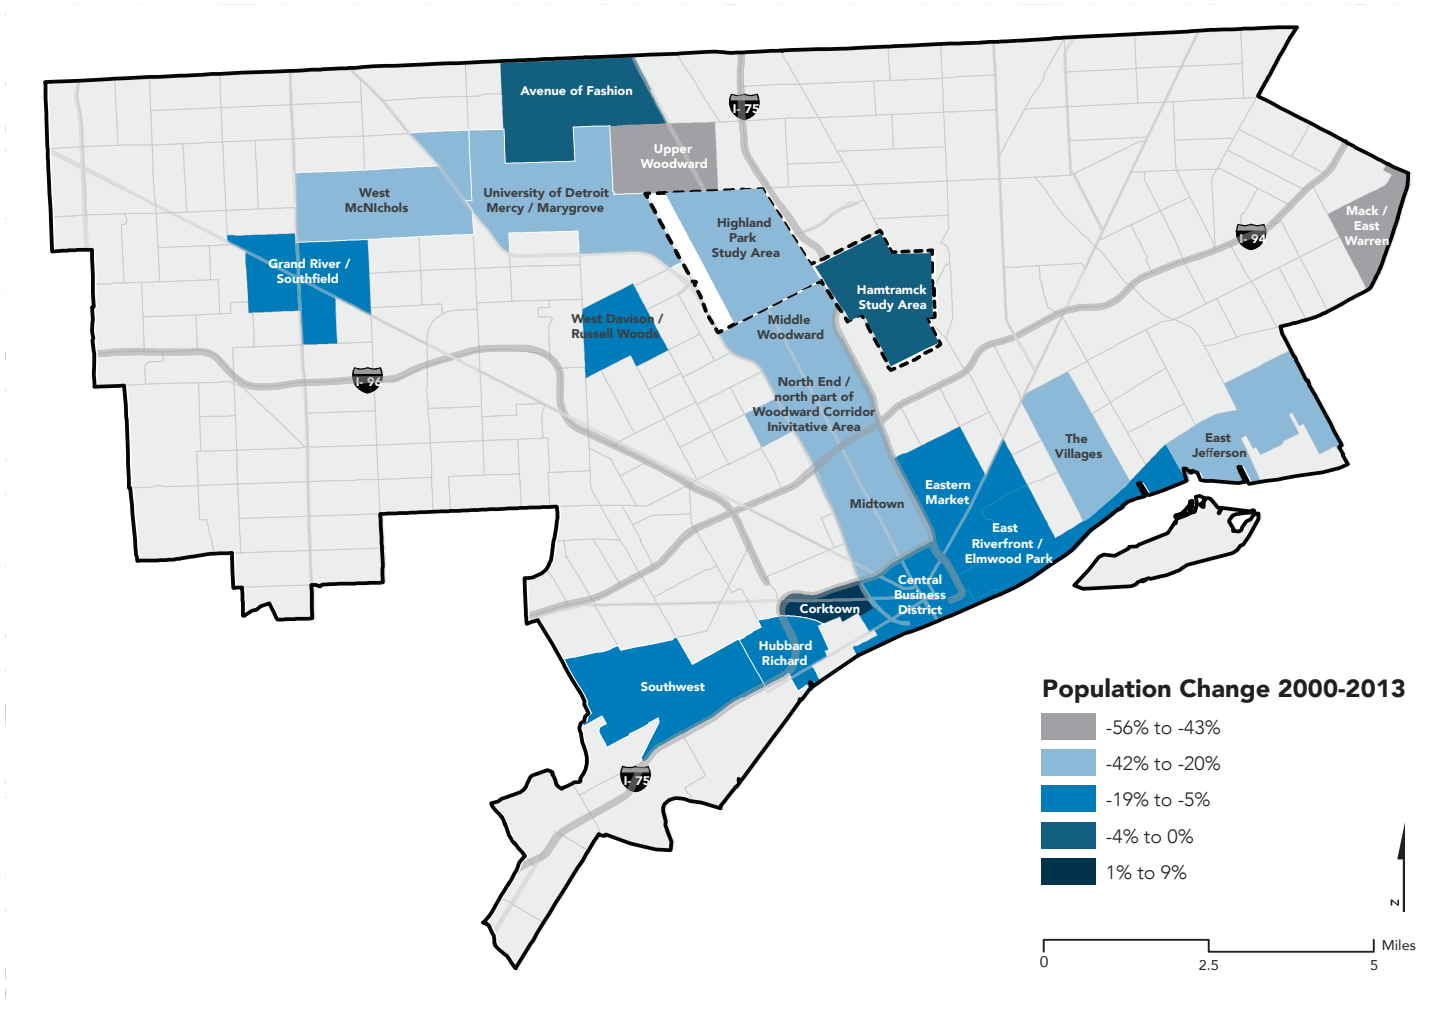 Avenue of Fashion
I-75
Upper
Woodward
West
McNIchols
University of Detroit
Mercy / Marygrove
Highland
Park
Study Area
Mack /
East
Warren
I-94
Grand River /
Southfield
Hamtramck
Study Area
West Davison /
Russell Woods
Middle
Woodward
I-96
North End /
north part of
Woodward Corridor
Inivitative Area
The
Villages
East
Jefferson
Eastern
Market
Midtown
East
Riverfront /
Elmwood Park
Central
Business
District
Corktown
Hubbard
Richard
Southwest
I-75
Population Change 2000-2013
-56% to -43%
-42% to -20%
-19% to -5%
-4% to 0%
1% to 9%
N
Miles
0
2.5
5